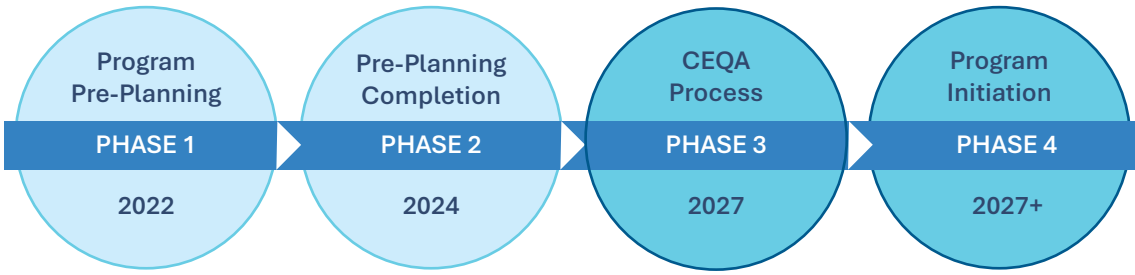 Program
Pre-Planning
PHASE 1
2022
Pre-Planning
Completion
PHASE 2
2024
CEQA
Process
PHASE 3
2027
Program
Initiation
PHASE 4
2027+